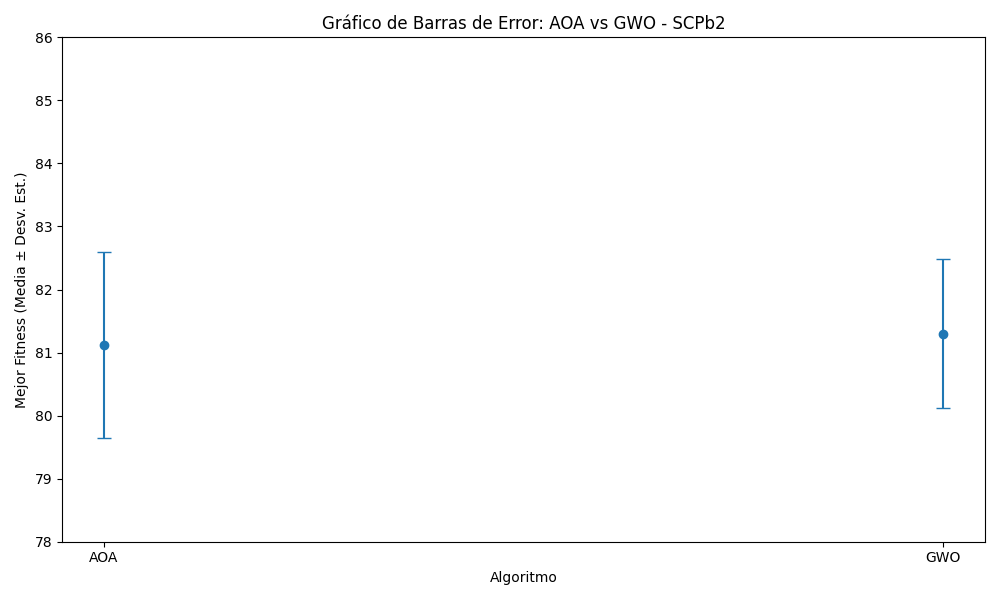 Gráfico de Barras de Error: AOA vs GWO - SCPb2
Mejor Fitness (Media ± Desv. Est.)
86
85
84
83
82
81
80
79
78
AOA
GWO
Algoritmo